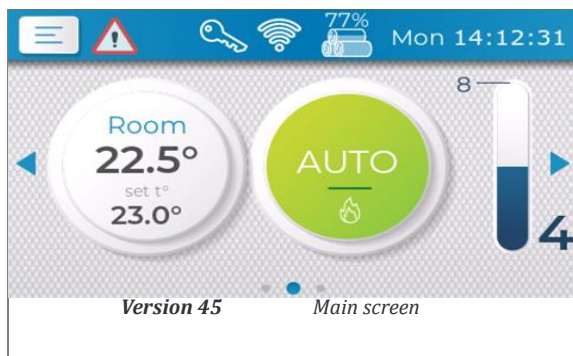 77%
Mon 14:12:31
Room
22.5°
set t°
23.0°
AUTO
8
4
Version 45 Main screen